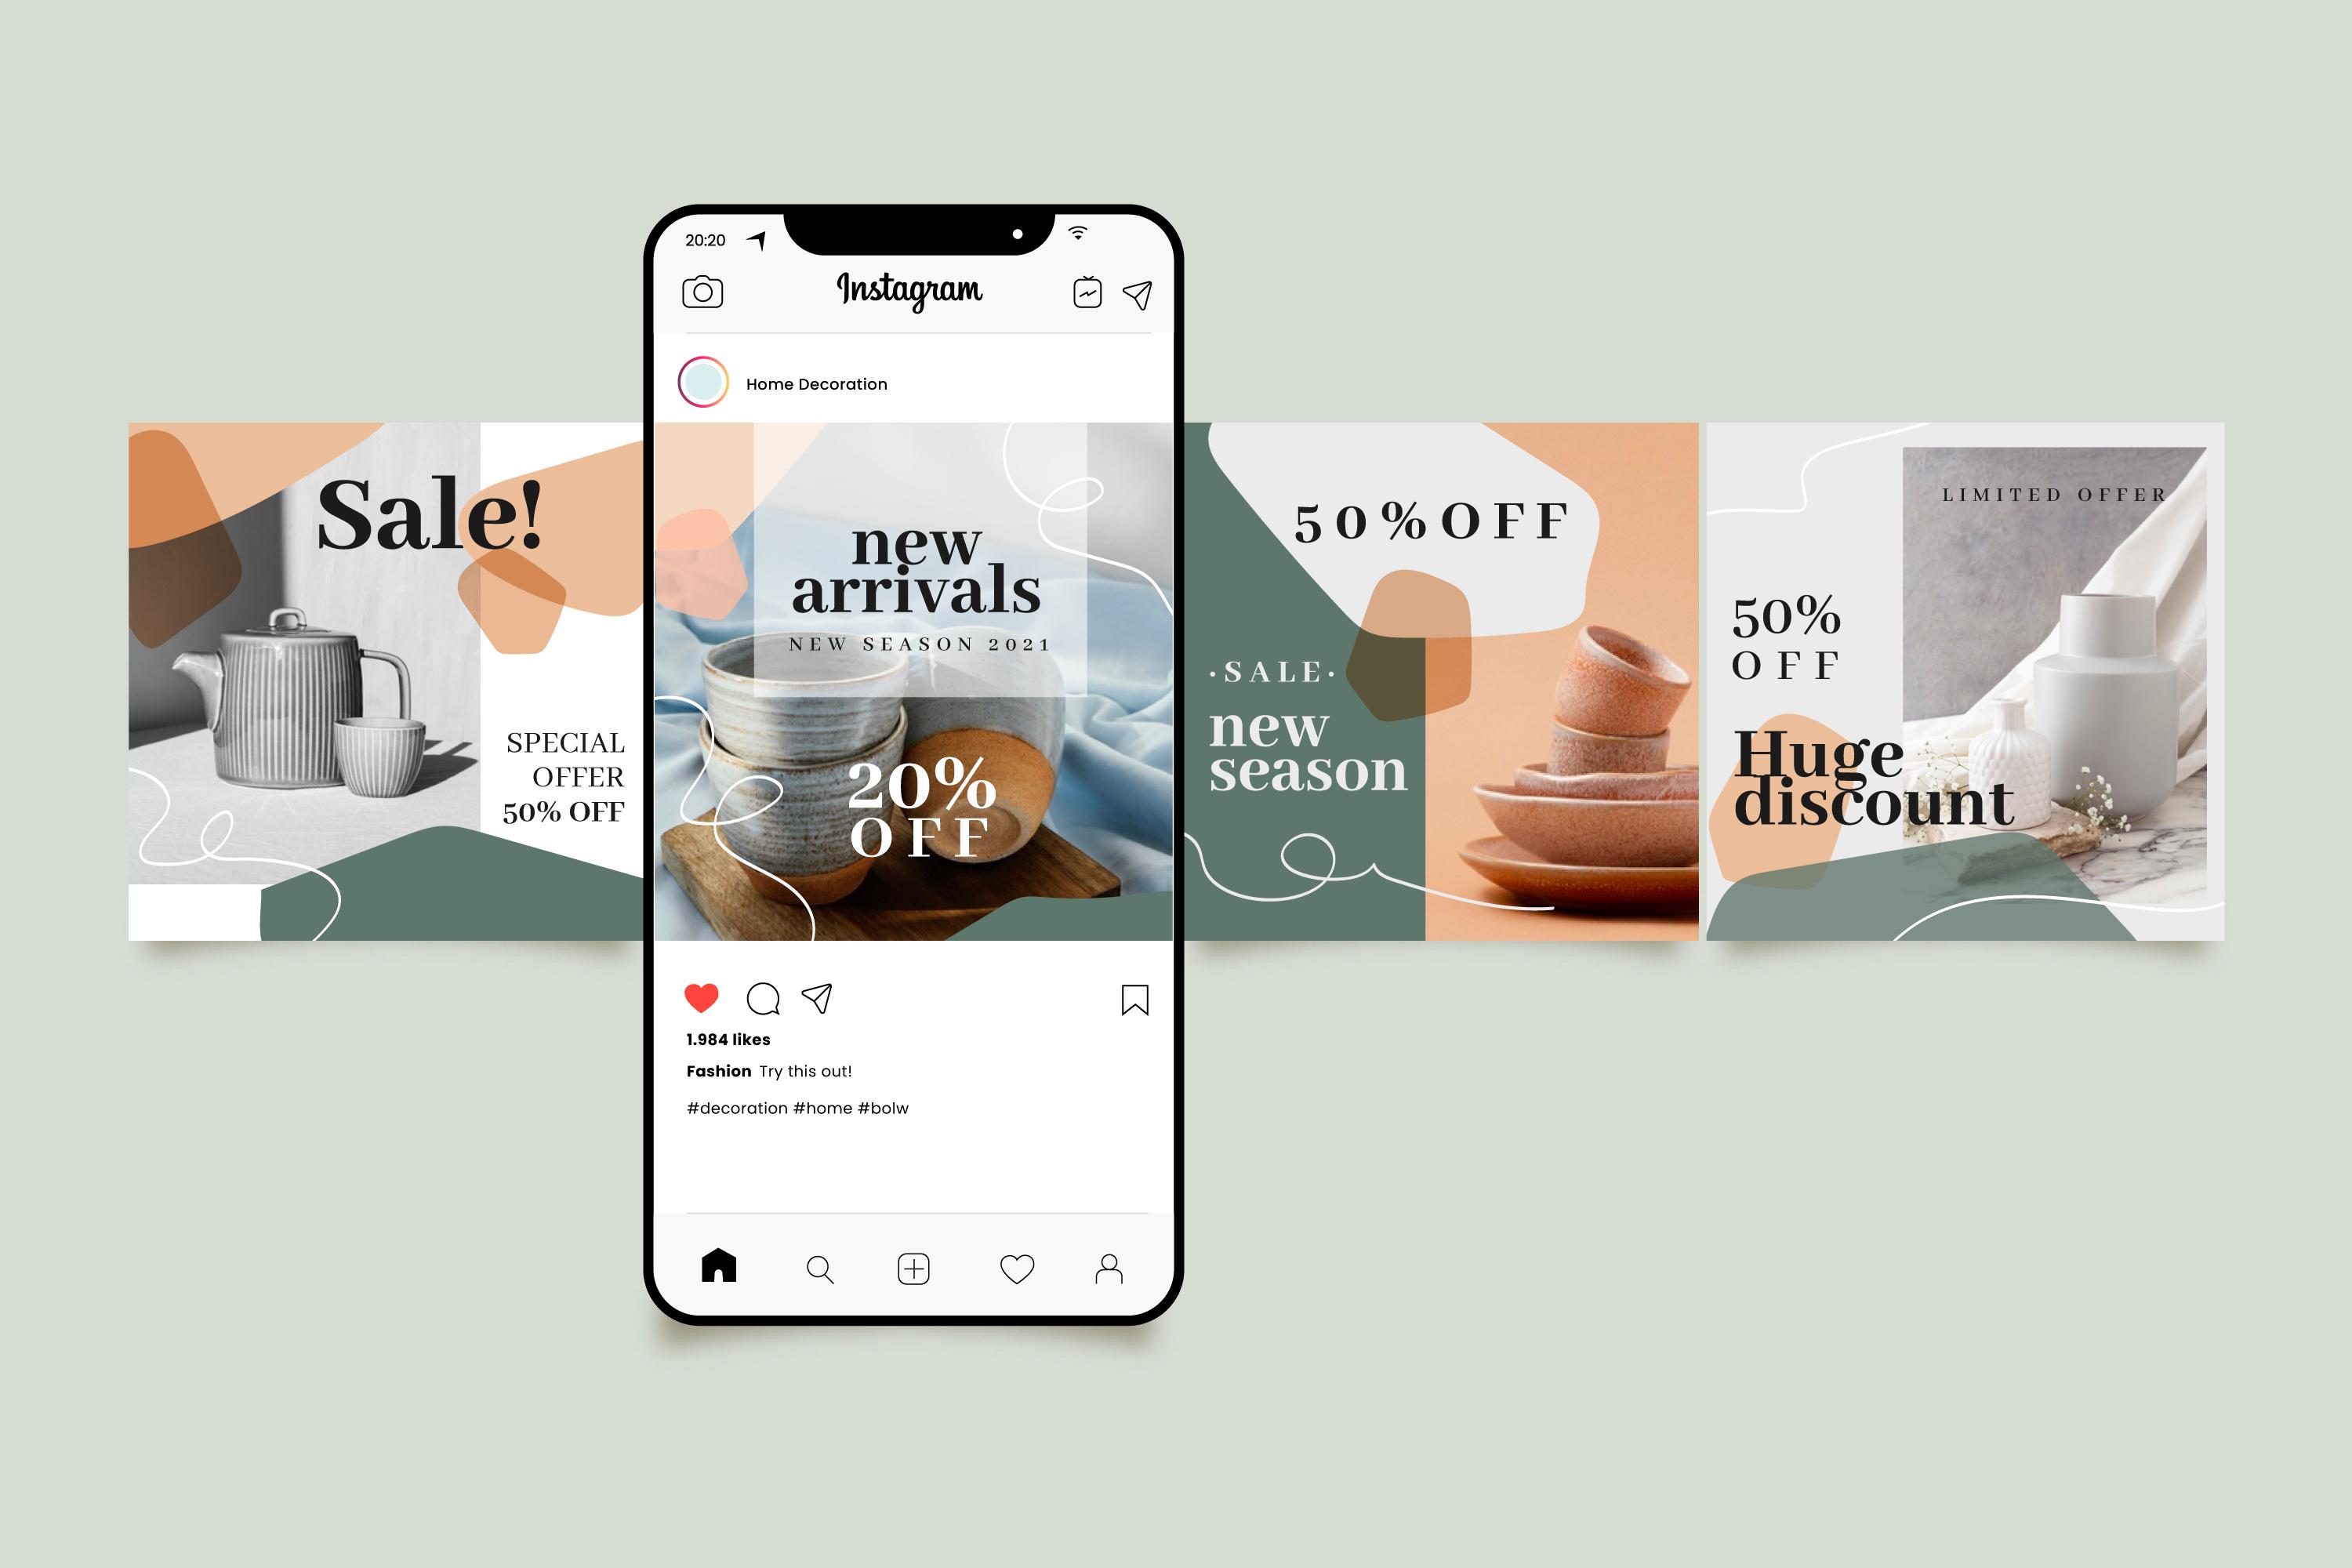 Sale!
SPECIAL
OFFER
50% OFF
20:20
Instagram
Home Decoration
new
arrivals
NEW SEASON 2021
20%
OFF
1.984 likes
Fashion Try this out!
#decoration #home #bolw
50%OFF
·SALE·
new
season
LIMITED OFFER
50%
OFF
Huge
discount